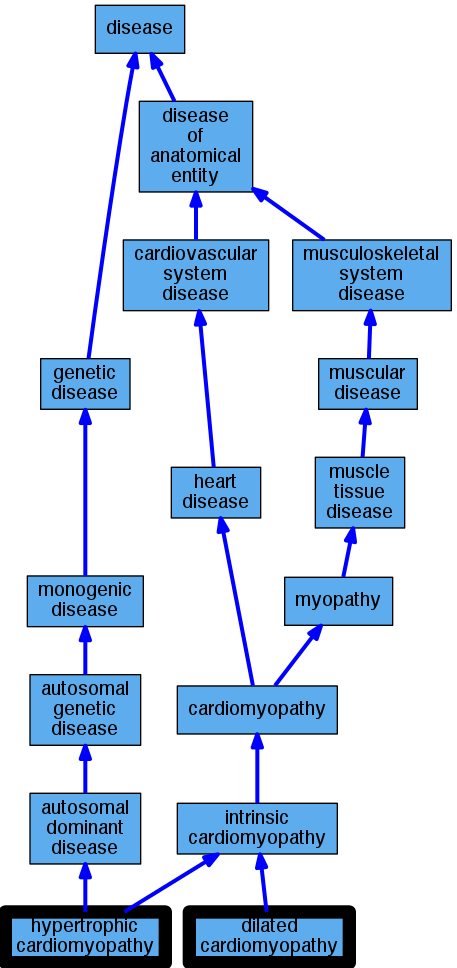 disease
disease
of
anatomical
entity
cardiovascular
system
disease
musculoskeletal
system
disease
genetic
disease
muscular
disease
heart
disease
muscle
tissue
disease
monogenic
disease
myopathy
autosomal
genetic
disease
cardiomyopathy
autosomal
dominant
disease
intrinsic
cardiomyopathy
hypertrophic
cardiomyopathy
dilated
cardiomyopathy